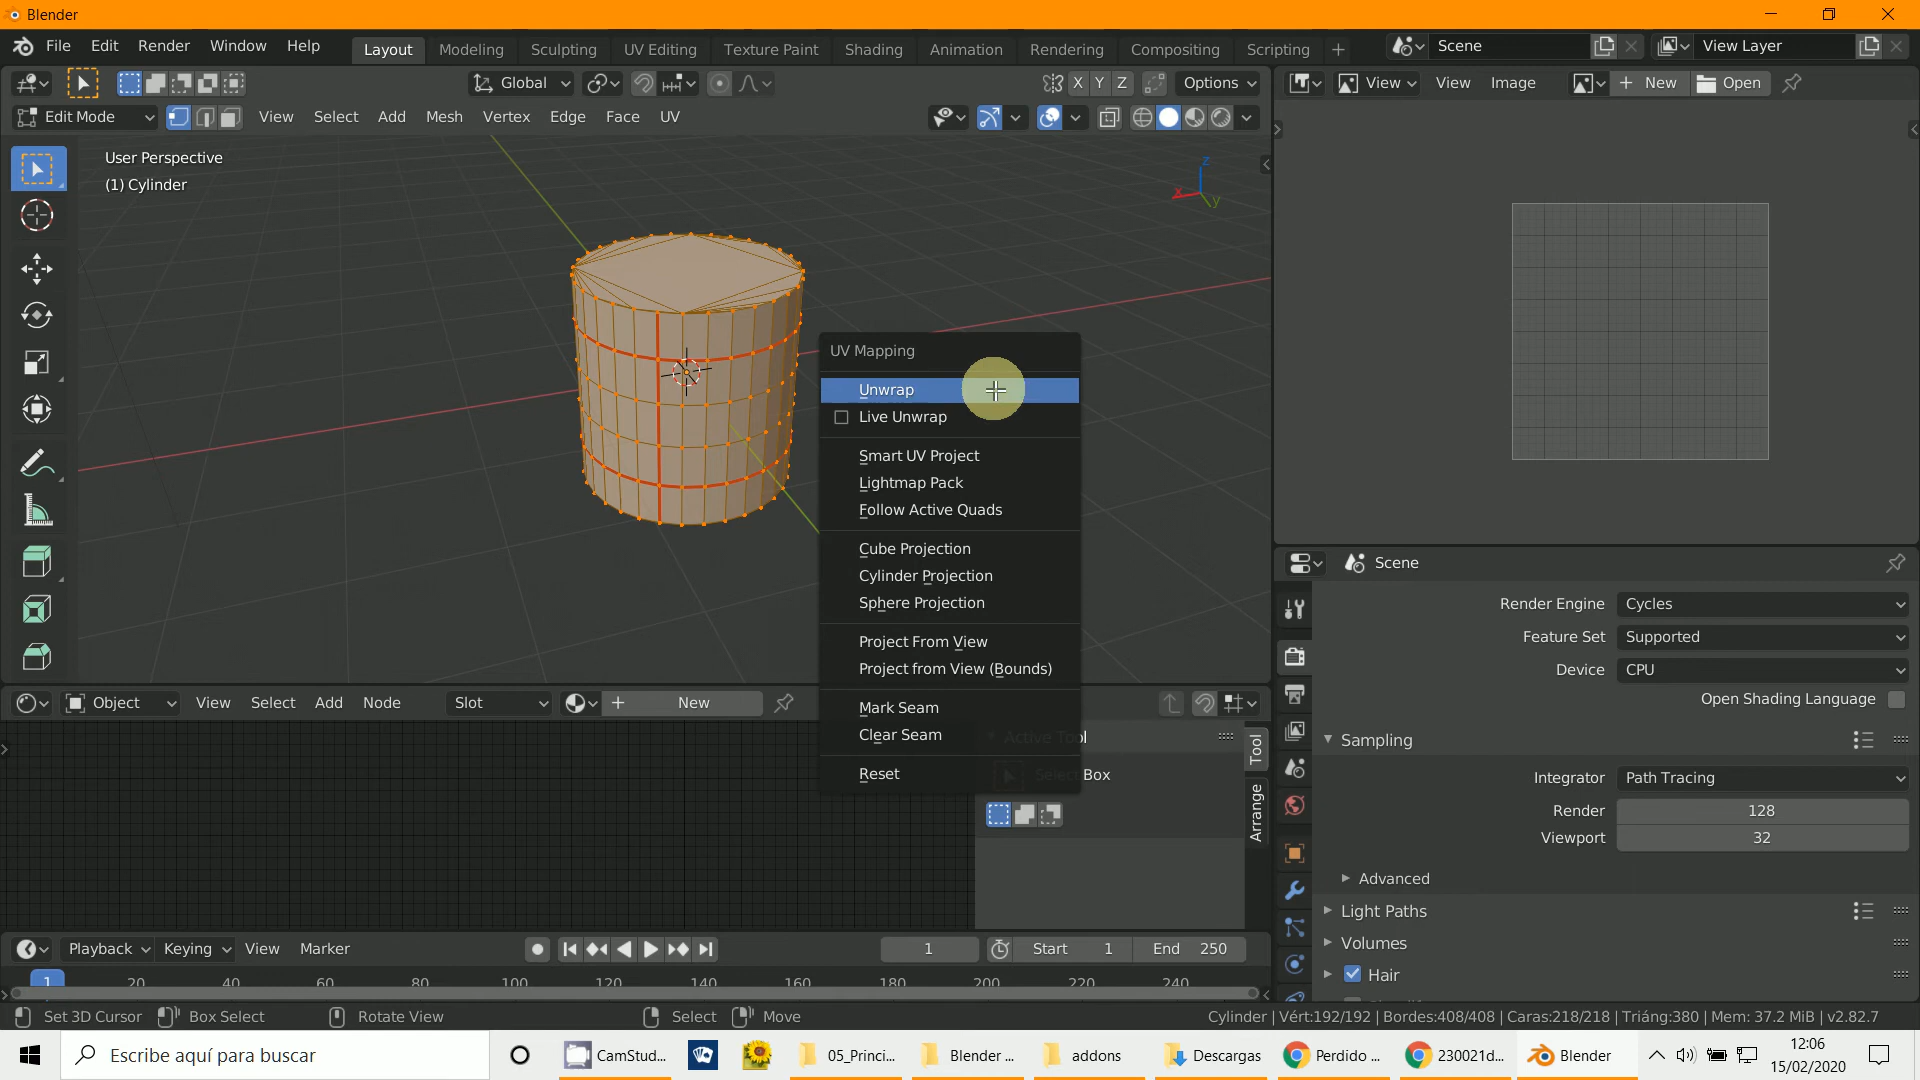 Blender
File Edit Render Window Help Layout Modeling Sculpting UV Editing Texture Paint Shading Animation Rendering Compositing Scripting + Scene View Layer
Global X Y Z Options View View Image New Open
Edit Mode View Select Add Mesh Vertex Edge Face UV
User Perspective
(1) Cylinder
z
x
y
UV Mapping
Unwrap
Live Unwrap
Smart UV Project
Lightmap Pack
Follow Active Quads
Cube Projection
Cylinder Projection
Sphere Projection
Project From View
Project from View (Bounds)
Mark Seam
Clear Seam
Reset
Scene
Render Engine Cycles
Feature Set Supported
Device CPU
Open Shading Language
Sampling
Integrator Path Tracing
Render 128
Viewport 32
Advanced
Light Paths
Volumes
Hair
Object View Select Add Node Slot New
Active Tool
Select Box
Tool
Arrange
Playback Keying View Marker 1 Start 1 End 250
1 20 40 60 80 100 120 140 160 180 200 220 240
Set 3D Cursor Box Select Rotate View Select Move Cylinder | Vért:192/192 | Bordes:408/408 | Caras:218/218 | Triáng:380 | Mem: 37.2 MiB | v2.82.7
Escribe aquí para buscar CamStud... 05_Princi... Blender ... addons Descargas Perdido ... 230021d... Blender 12:06
15/02/2020